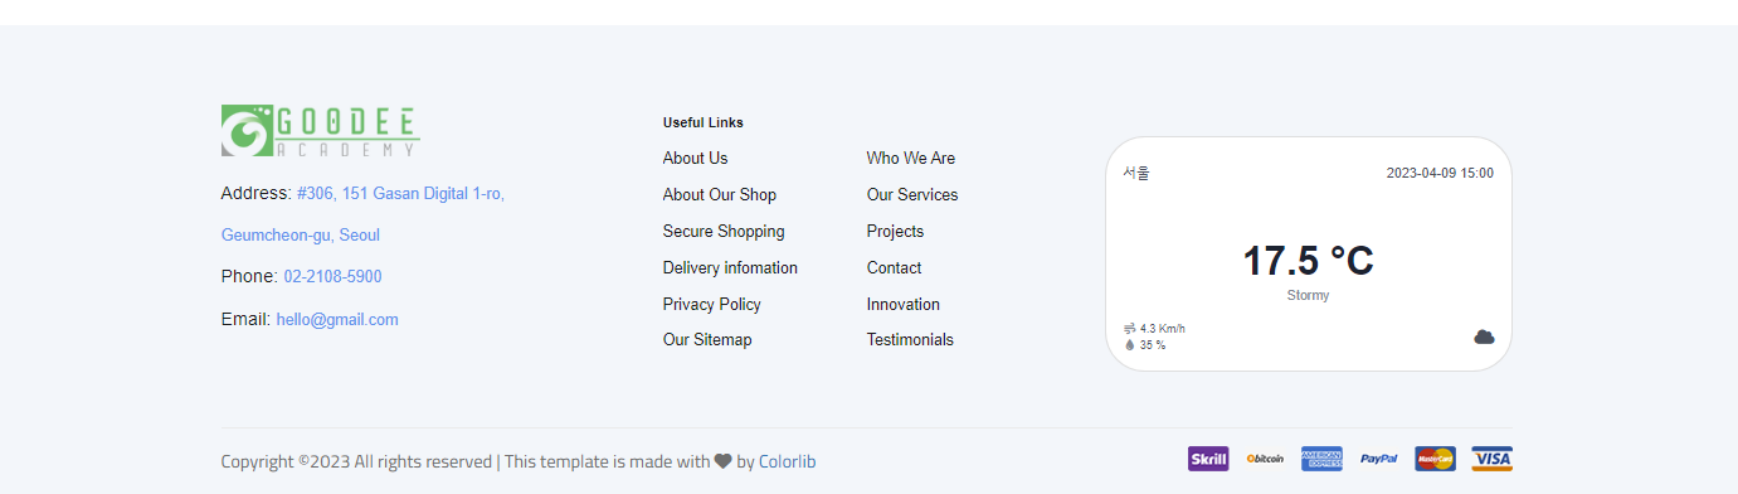 GOODEE
ACADEMY
Address: #306, 151 Gasan Digital 1-ro,
Geumcheon-gu, Seoul
Phone: 02-2108-5900
Email: hello@gmail.com
Useful Links
About Us
About Our Shop
Secure Shopping
Delivery infomation
Privacy Policy
Our Sitemap
Who We Are
Our Services
Projects
Contact
Innovation
Testimonials
서울 2023-04-09 15:00
17.5 °C
Stormy
4.3 Km/h
35 %
Copyright ©2023 All rights reserved | This template is made with ♥ by Colorlib
Skrill bitcoin AMERICAN EXPRESS PayPal MasterCard VISA